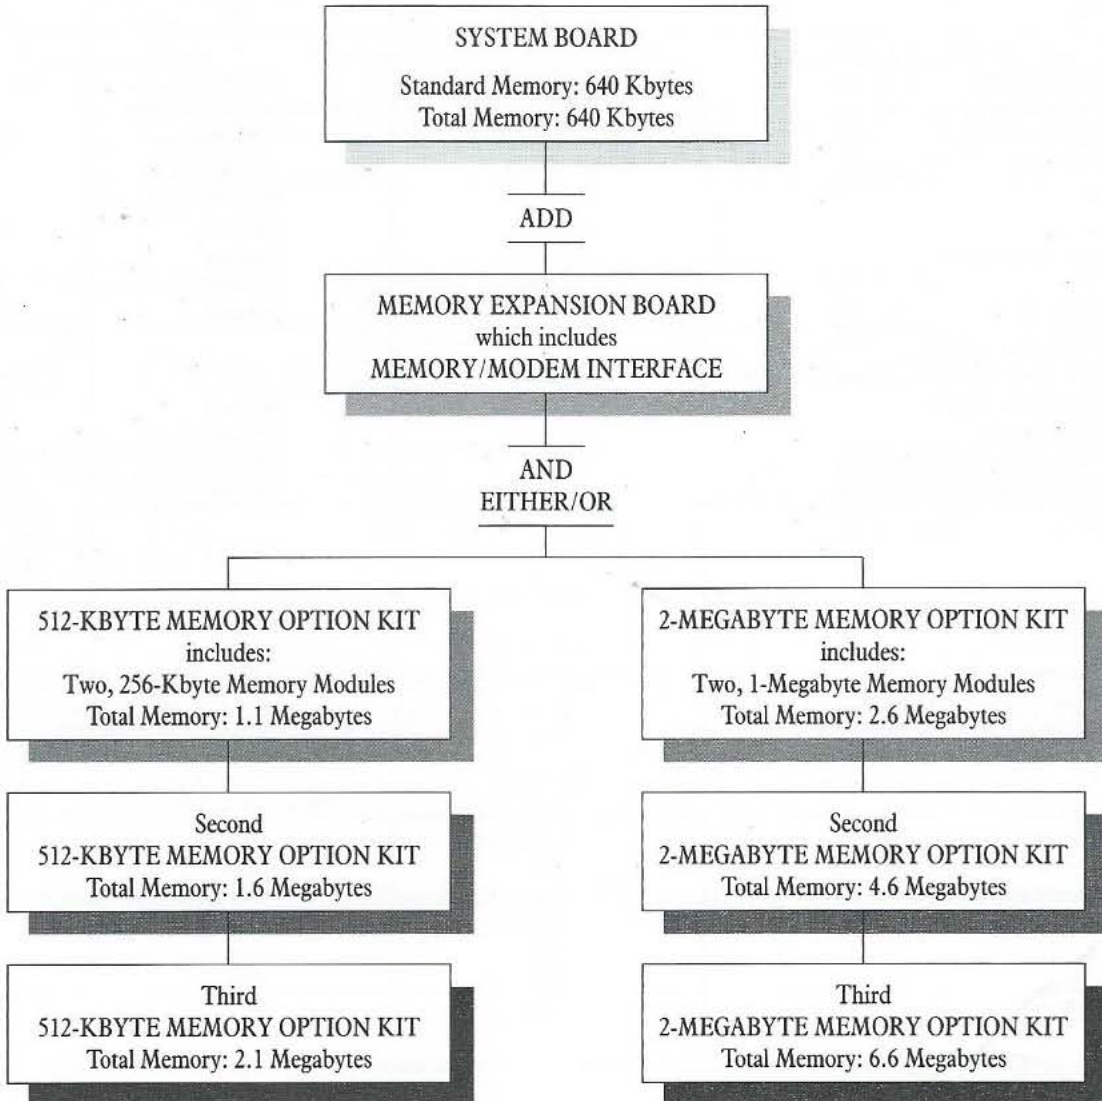 SYSTEM BOARD
Standard Memory: 640 Kbytes
Total Memory: 640 Kbytes
ADD
MEMORY EXPANSION BOARD
which includes
MEMORY/MODEM INTERFACE
AND
EITHER/OR
512-KBYTE MEMORY OPTION KIT
includes:
Two, 256-Kbyte Memory Modules
Total Memory: 1.1 Megabytes
Second
512-KBYTE MEMORY OPTION KIT
Total Memory: 1.6 Megabytes
Third
512-KBYTE MEMORY OPTION KIT
Total Memory: 2.1 Megabytes
2-MEGABYTE MEMORY OPTION KIT
includes:
Two, 1-Megabyte Memory Modules
Total Memory: 2.6 Megabytes
Second
2-MEGABYTE MEMORY OPTION KIT
Total Memory: 4.6 Megabytes
Third
2-MEGABYTE MEMORY OPTION KIT
Total Memory: 6.6 Megabytes